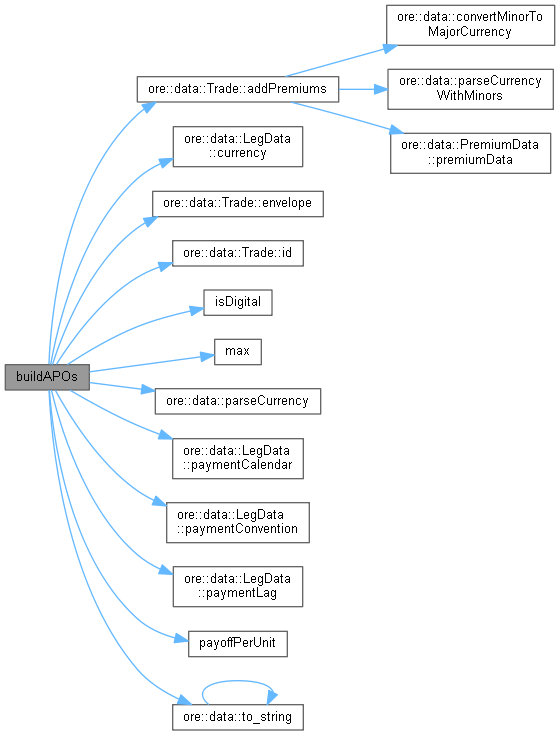 ore::data::convertMinorTo
MajorCurrency
ore::data::Trade::addPremiums
ore::data::parseCurrency
WithMinors
ore::data::LegData
::currency
ore::data::PremiumData
::premiumData
ore::data::Trade::envelope
ore::data::Trade::id
isDigital
max
buildAPOs
ore::data::parseCurrency
ore::data::LegData
::paymentCalendar
ore::data::LegData
::paymentConvention
ore::data::LegData
::paymentLag
payoffPerUnit
ore::data::to_string